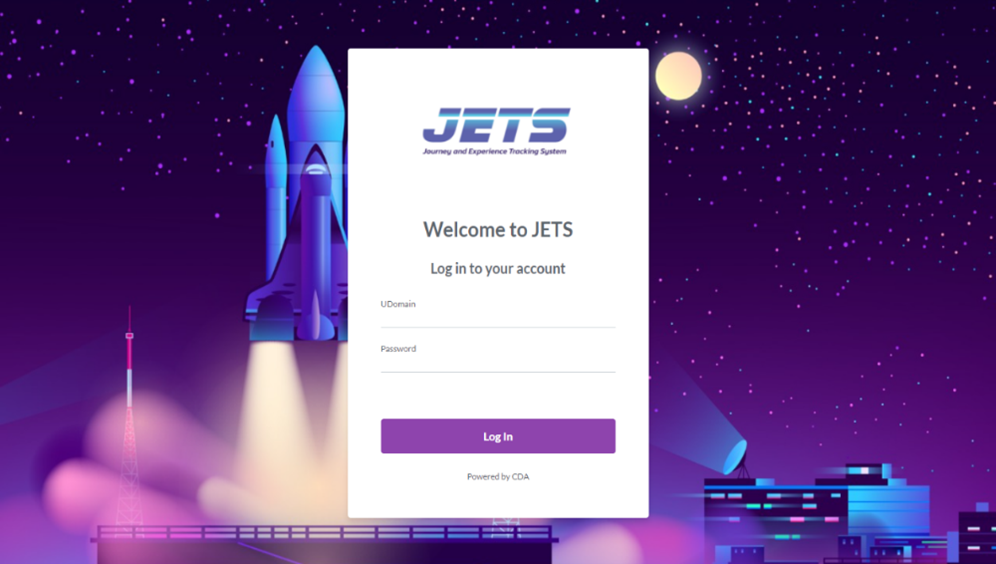 JETS
Journey and Experience Tracking System
Welcome to JETS
Log in to your account
UDomain
Password
Log In
Powered by CDA